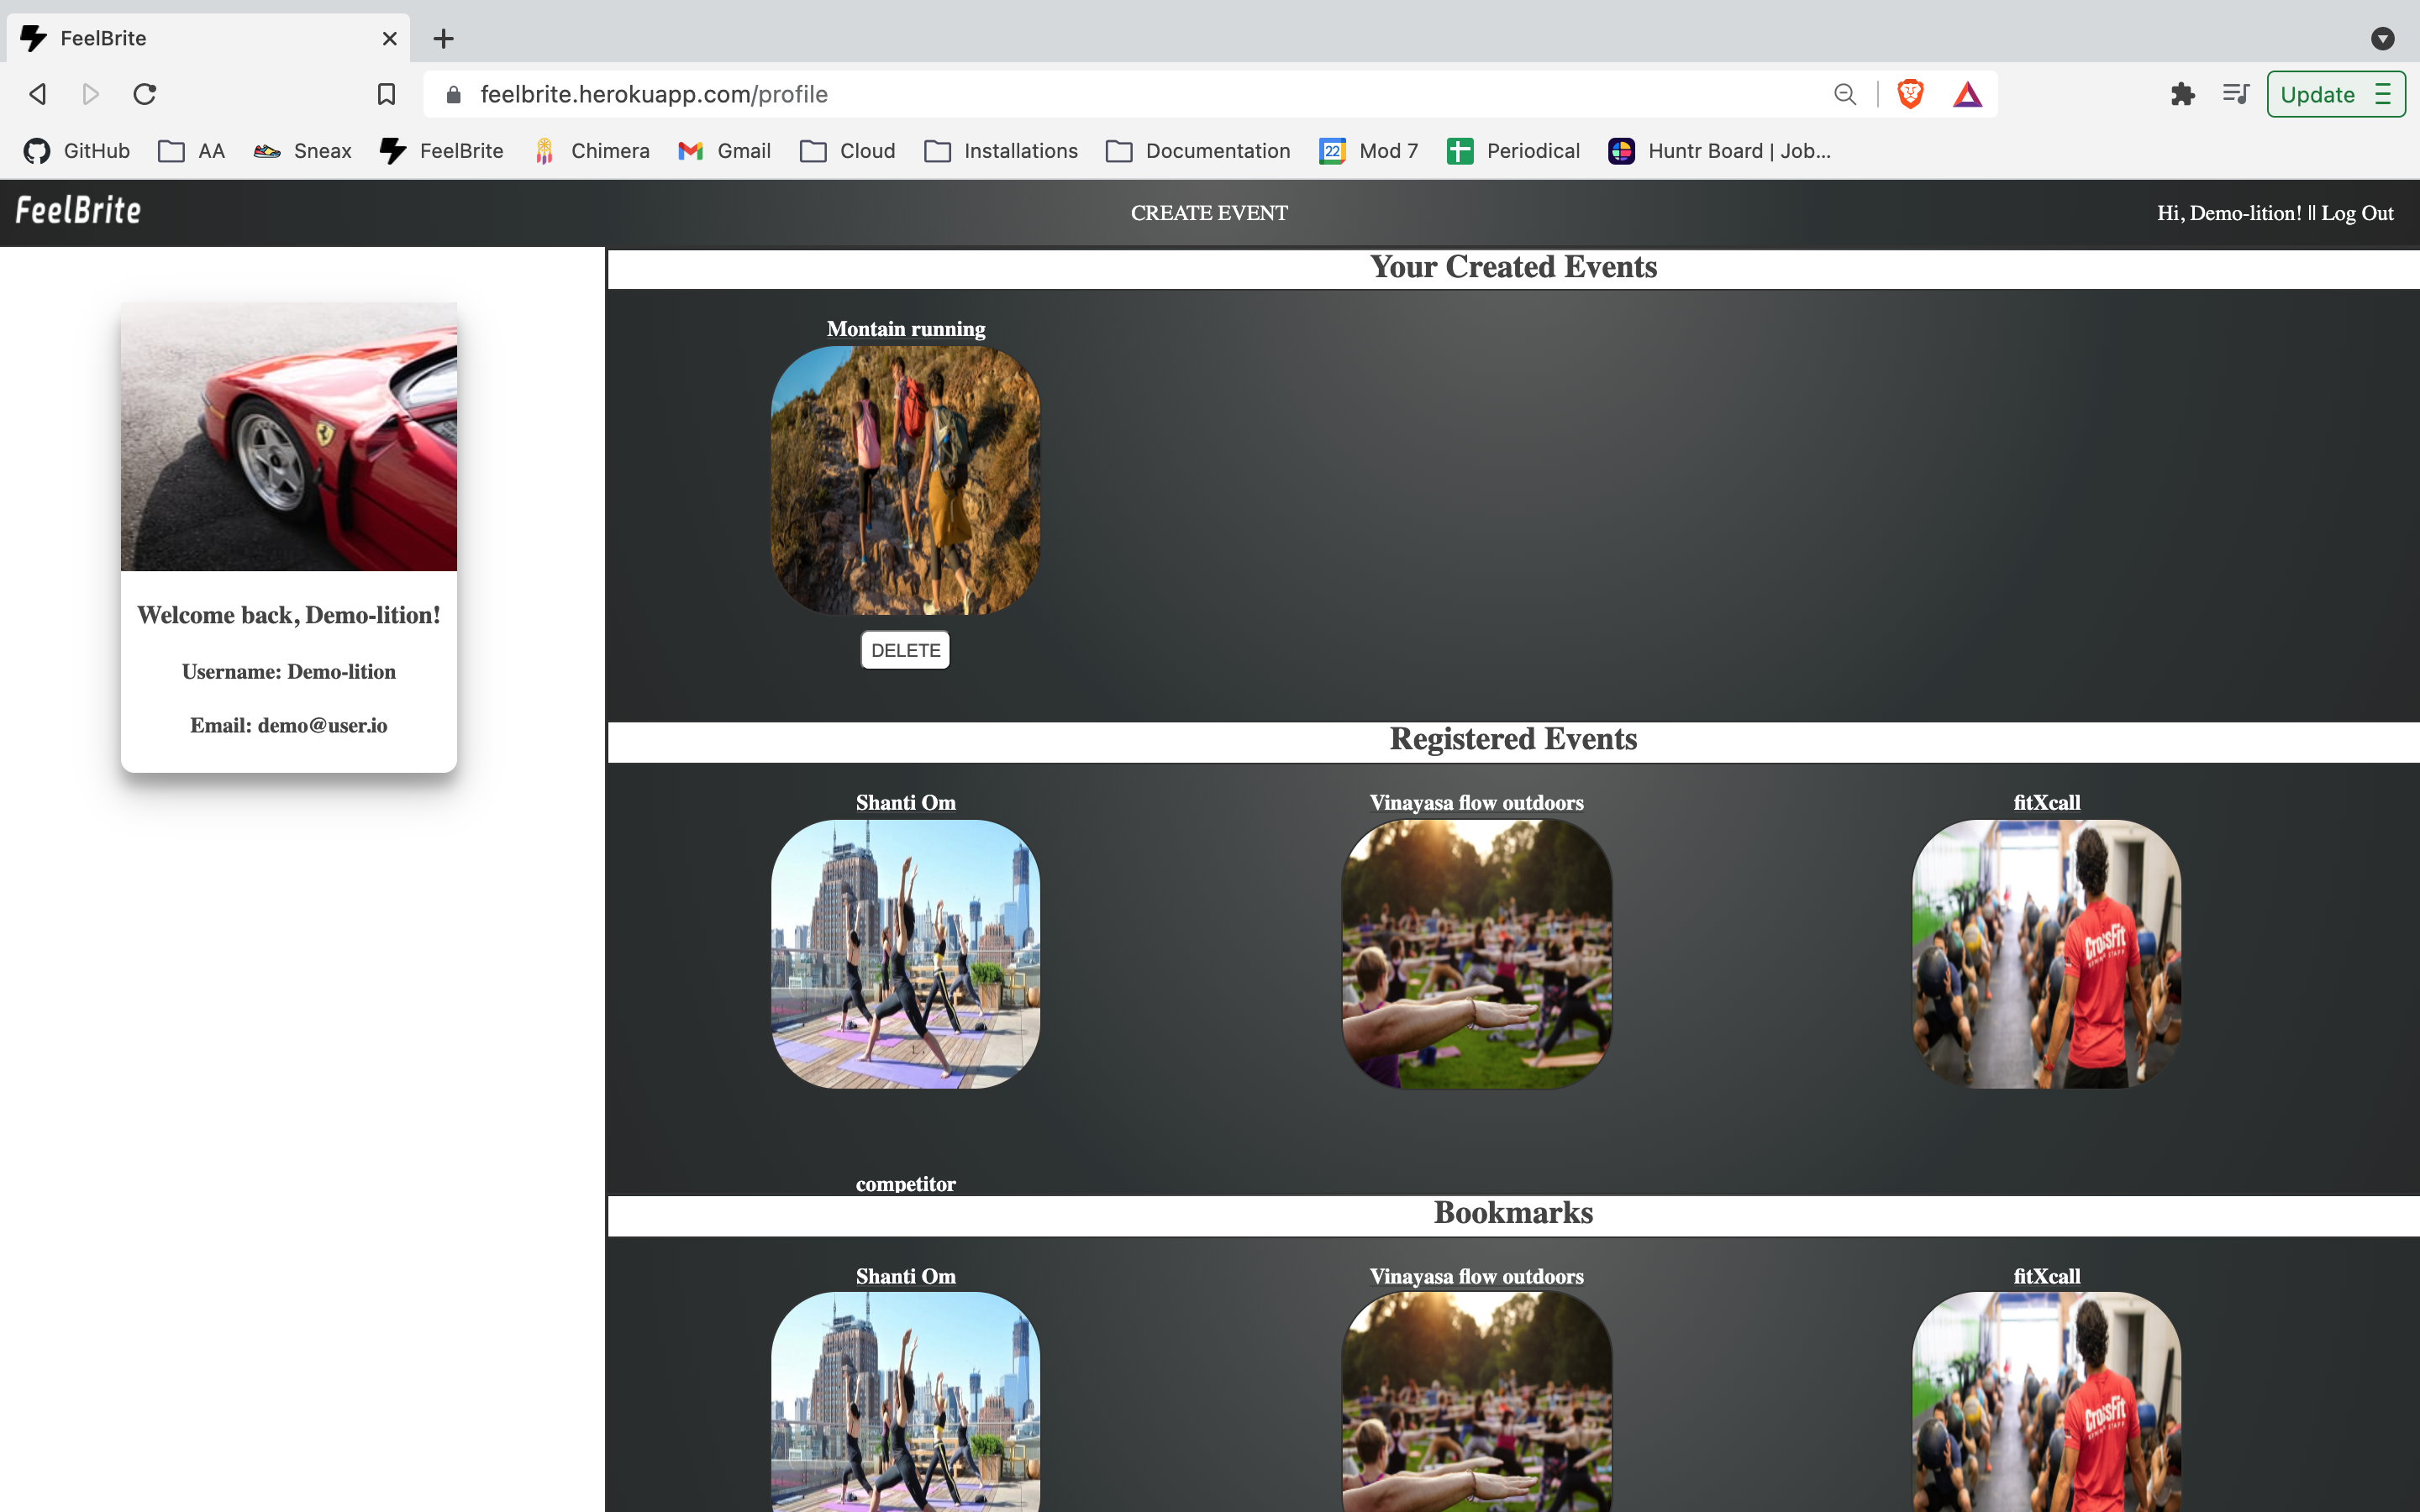 FeelBrite
feelbrite.herokuapp.com/profile
Update
GitHub
AA
Sneax
FeelBrite
Chimera
Gmail
Cloud
Installations
Documentation
22
Mod 7
Periodical
Huntr Board | Job...
FeelBrite
CREATE EVENT
Hi, Demo-lition! || Log Out
Your Created Events
Montain running
DELETE
Welcome back, Demo-lition!
Username: Demo-lition
Email: demo@user.io
Registered Events
Shanti Om
Vinayasa flow outdoors
fitXcall
CrossFit
competitor
Bookmarks
Shanti Om
Vinayasa flow outdoors
fitXcall
CrossFit